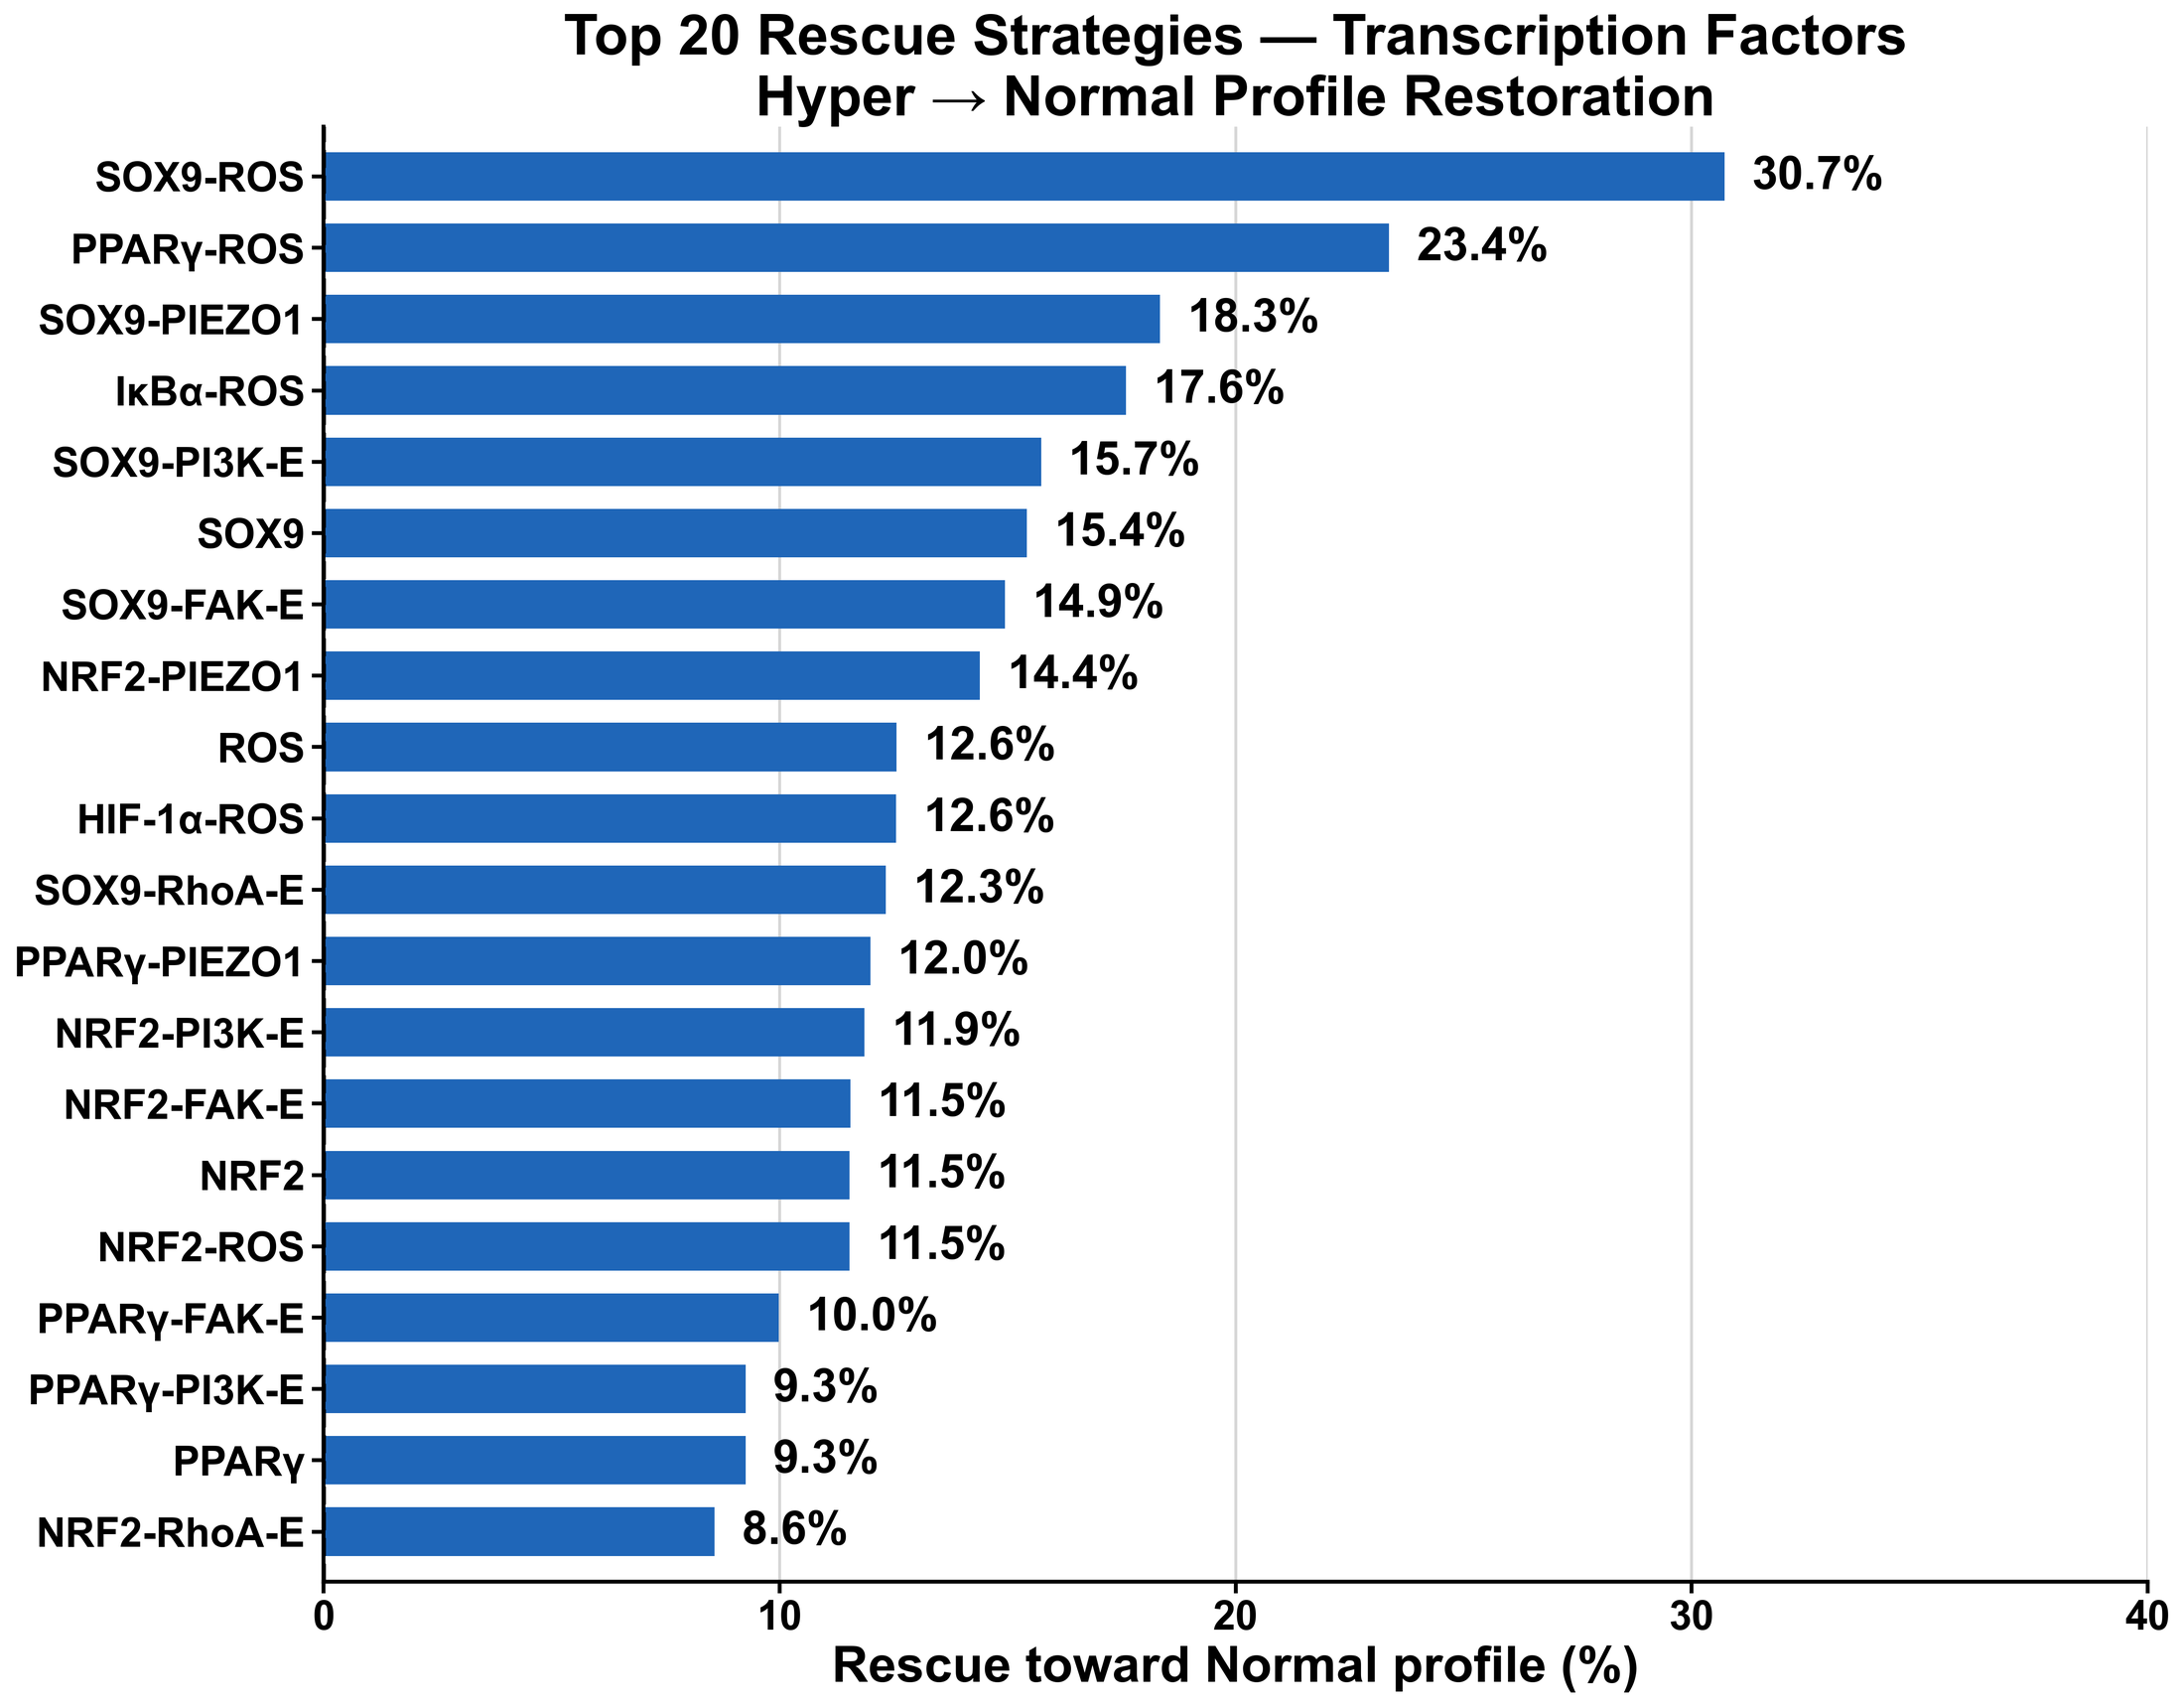 Top 20 Rescue Strategies — Transcription Factors
Hyper → Normal Profile Restoration
SOX9-ROS 30.7%
PPARγ-ROS 23.4%
SOX9-PIEZO1 18.3%
IκBα-ROS 17.6%
SOX9-PI3K-E 15.7%
SOX9 15.4%
SOX9-FAK-E 14.9%
NRF2-PIEZO1 14.4%
ROS 12.6%
HIF-1α-ROS 12.6%
SOX9-RhoA-E 12.3%
PPARγ-PIEZO1 12.0%
NRF2-PI3K-E 11.9%
NRF2-FAK-E 11.5%
NRF2 11.5%
NRF2-ROS 11.5%
PPARγ-FAK-E 10.0%
PPARγ-PI3K-E 9.3%
PPARγ 9.3%
NRF2-RhoA-E 8.6%
0 10 20 30 40
Rescue toward Normal profile (%)